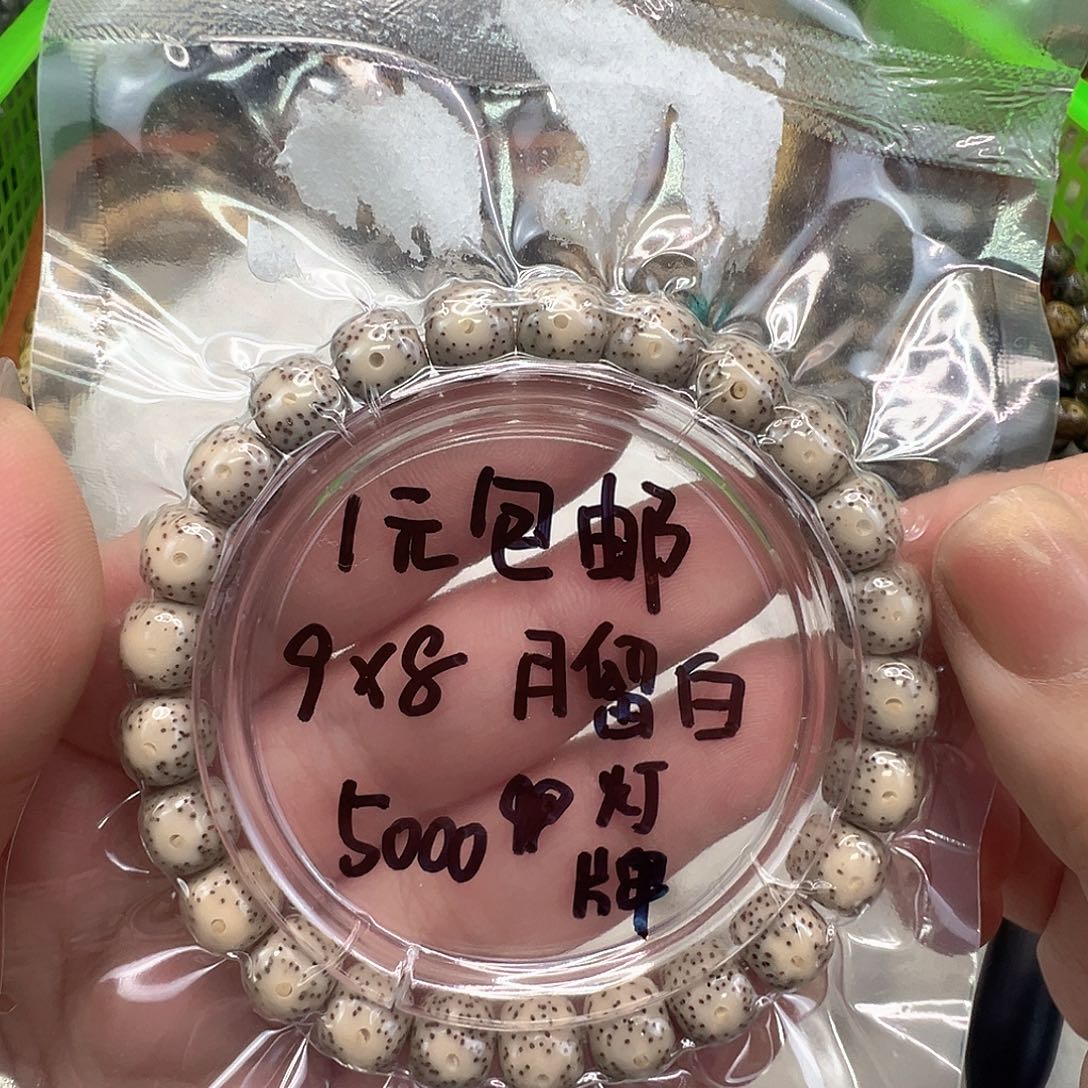 1元包邮
9x8 月留白
5000 灯
牌